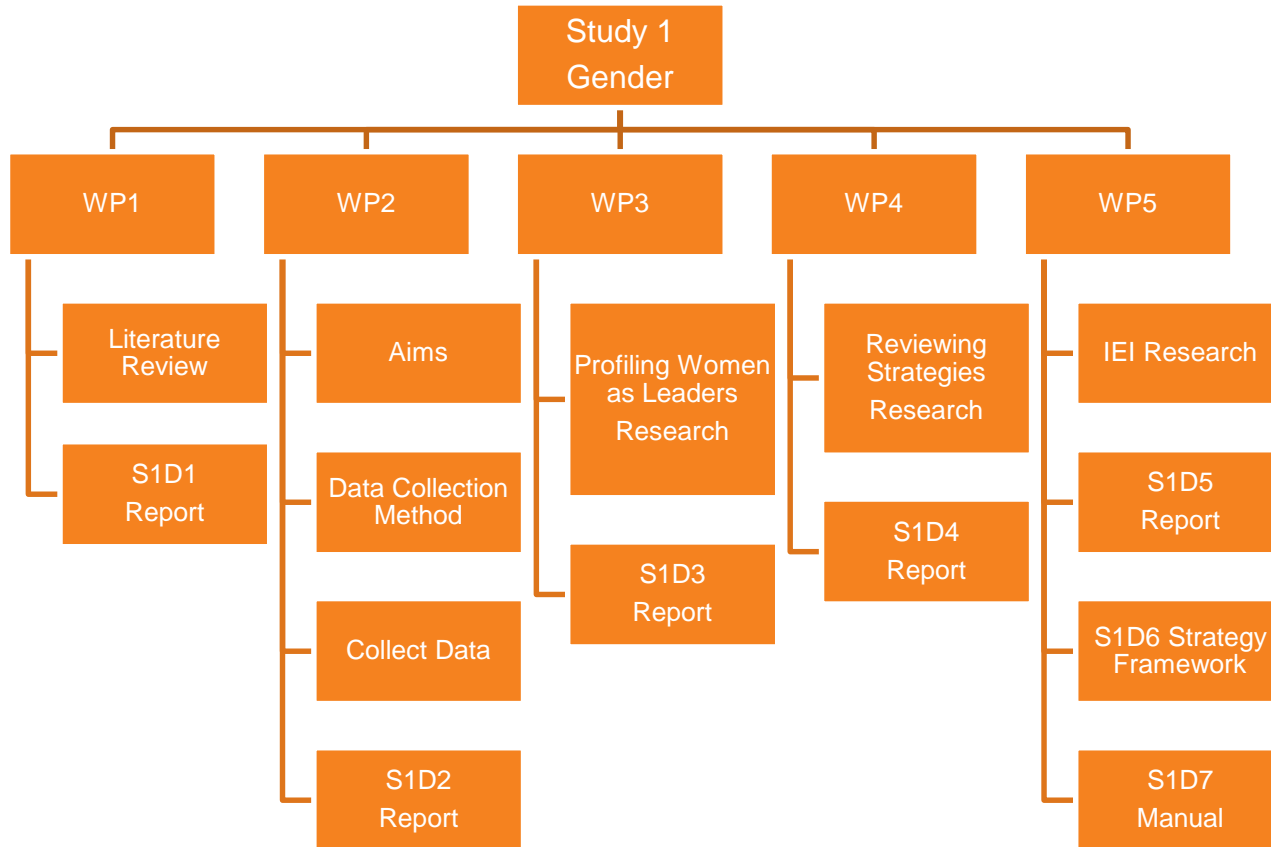 Study 1
Gender
WP1
WP2
WP3
WP4
WP5
Literature
Review
S1D1
Report
Aims
Data Collection
Method
Collect Data
S1D2
Report
Profiling Women
as Leaders
Research
S1D3
Report
Reviewing
Strategies
Research
S1D4
Report
IEI Research
S1D5
Report
S1D6 Strategy
Framework
S1D7
Manual